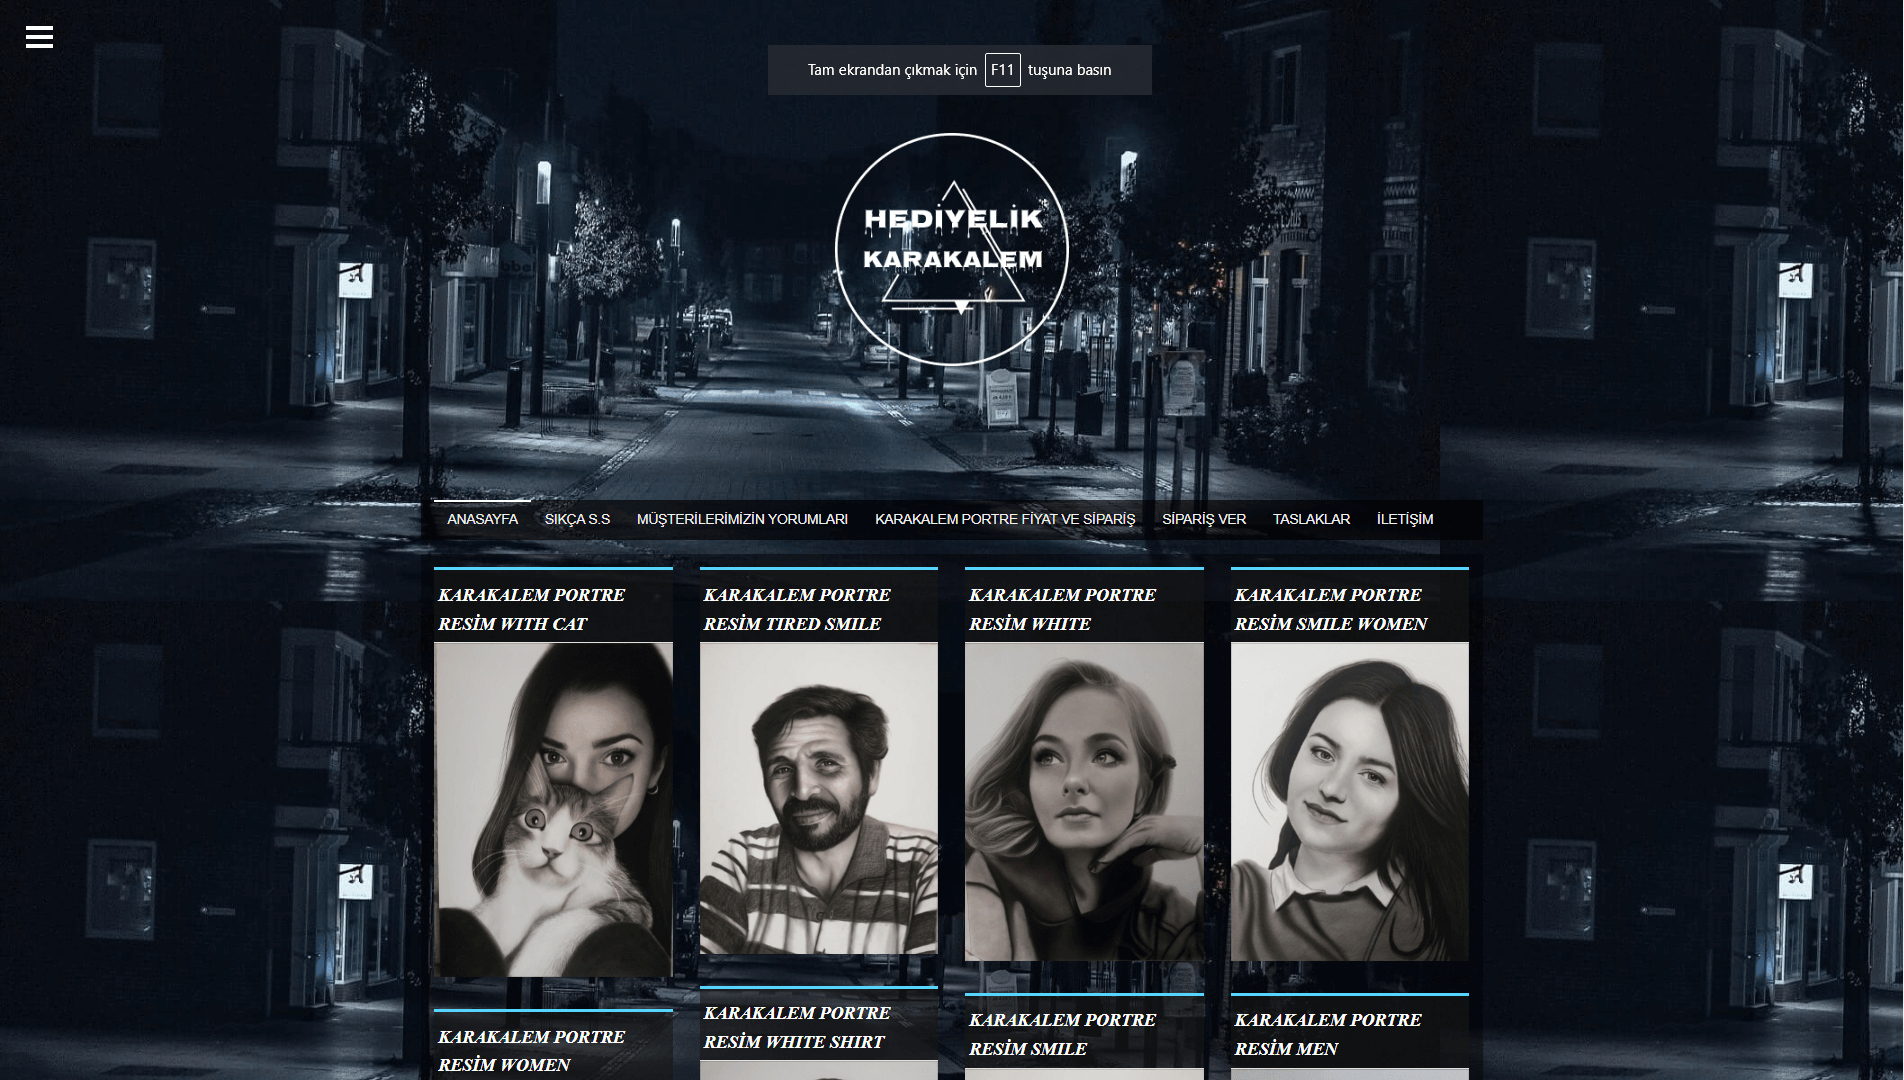 Tam ekrandan çıkmak için F11 tuşuna basın
HEDİYELİK
KARAKALEM
ANASAYFA SIKÇA S.S MÜŞTERİLERİMİZİN YORUMLARI KARAKALEM PORTRE FİYAT VE SİPARİŞ SİPARİŞ VER TASLAKLAR İLETİŞİM
KARAKALEM PORTRE
RESİM WITH CAT
KARAKALEM PORTRE
RESİM TIRED SMILE
KARAKALEM PORTRE
RESİM WHITE
KARAKALEM PORTRE
RESİM SMILE WOMEN
KARAKALEM PORTRE
RESİM WOMEN
KARAKALEM PORTRE
RESİM WHITE SHIRT
KARAKALEM PORTRE
RESİM SMILE
KARAKALEM PORTRE
RESİM MEN